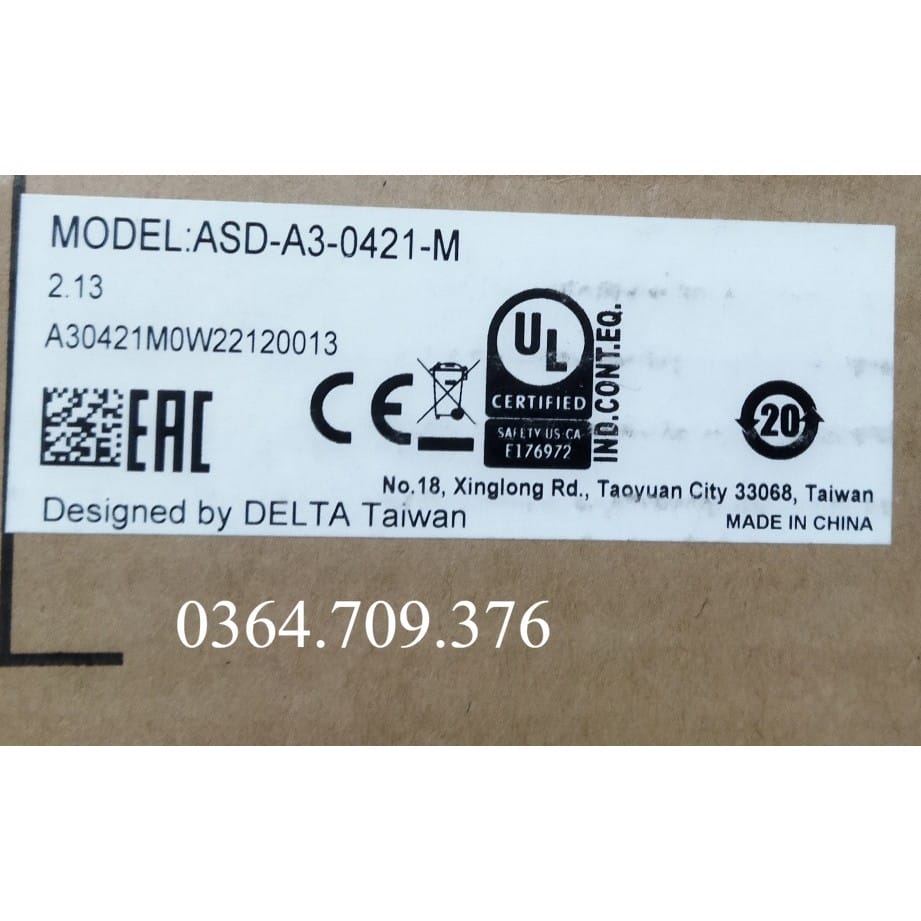 MODEL:ASD-A3-0421-M
2.13
A30421M0W22120013
EAC
CE
UL
CERTIFIED
SAFETY US-CA
E176972
IND.CONT.EQ.
20
No.18, Xinglong Rd., Taoyuan City 33068, Taiwan
Designed by DELTA Taiwan
MADE IN CHINA
0364.709.376